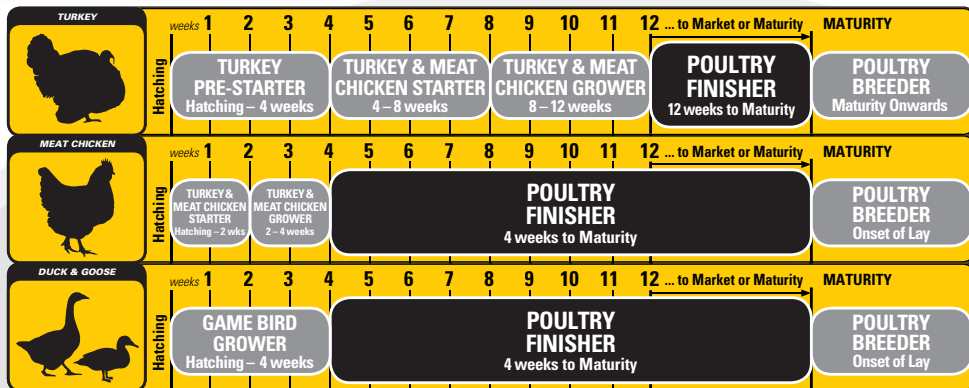 TURKEY
weeks 1 2 3 4 5 6 7 8 9 10 11 12 ... to Market or Maturity MATURITY
Hatching
TURKEY
PRE-STARTER
Hatching – 4 weeks
TURKEY & MEAT
CHICKEN STARTER
4 – 8 weeks
TURKEY & MEAT
CHICKEN GROWER
8 – 12 weeks
POULTRY
FINISHER
12 weeks to Maturity
POULTRY
BREEDER
Maturity Onwards
MEAT CHICKEN
weeks 1 2 3 4 5 6 7 8 9 10 11 12 ... to Market or Maturity MATURITY
Hatching
TURKEY &
MEAT CHICKEN
STARTER
Hatching – 2 wks
TURKEY &
MEAT CHICKEN
GROWER
2 – 4 weeks
POULTRY
FINISHER
4 weeks to Maturity
POULTRY
BREEDER
Onset of Lay
DUCK & GOOSE
weeks 1 2 3 4 5 6 7 8 9 10 11 12 ... to Market or Maturity MATURITY
Hatching
GAME BIRD
GROWER
Hatching – 4 weeks
POULTRY
FINISHER
4 weeks to Maturity
POULTRY
BREEDER
Onset of Lay